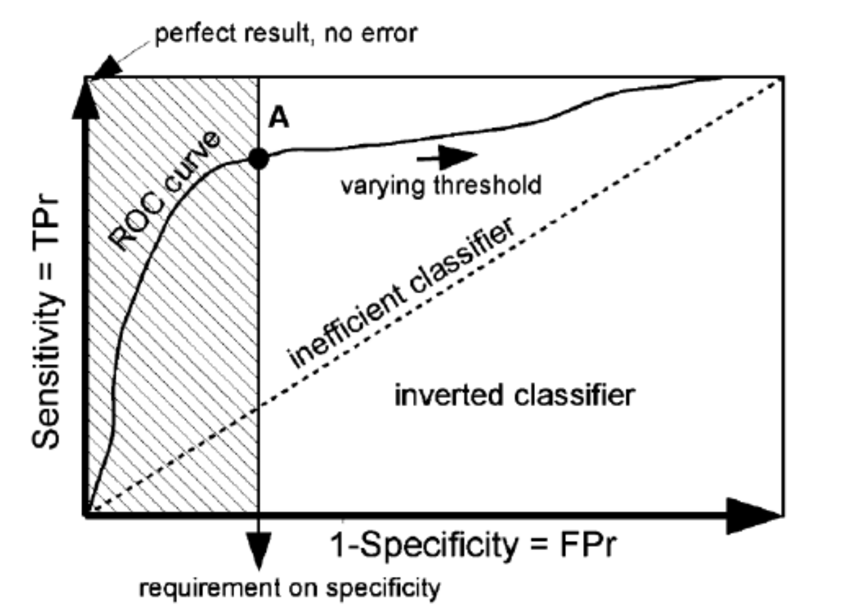 perfect result, no error
A
ROC curve
varying threshold
Sensitivity = TPr
inefficient classifier
inverted classifier
1-Specificity = FPr
requirement on specificity